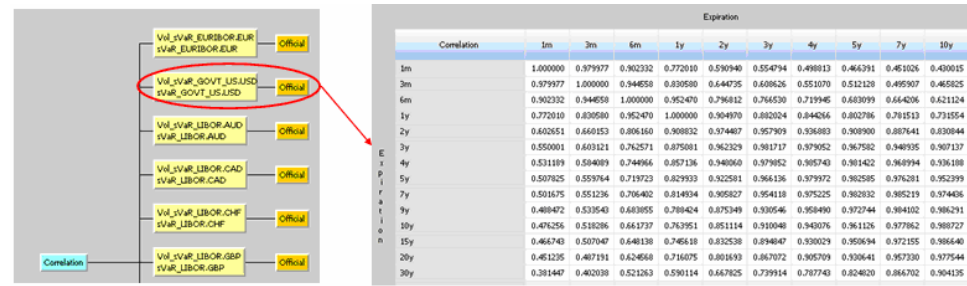 Vol_sVaR_EURIBOR.EUR
sVaR_EURIBOR.EUR
Official
Vol_sVaR_GOVT_US.USD
sVaR_GOVT_US.USD
Official
Vol_sVaR_LIBOR.AUD
sVaR_LIBOR.AUD
Official
Vol_sVaR_LIBOR.CAD
sVaR_LIBOR.CAD
Official
Vol_sVaR_LIBOR.CHF
sVaR_LIBOR.CHF
Official
Vol_sVaR_LIBOR.GBP
sVaR_LIBOR.GBP
Official
Correlation
Expiration
Correlation 1m 3m 6m 1y 2y 3y 4y 5y 7y 10y
1m 1.000000 0.979977 0.902332 0.772010 0.590940 0.554794 0.498813 0.466391 0.451026 0.430015
3m 0.979977 1.000000 0.944558 0.830580 0.644735 0.608626 0.551070 0.512128 0.495907 0.465825
6m 0.902332 0.944558 1.000000 0.952470 0.796812 0.766530 0.719945 0.683099 0.664206 0.621124
1y 0.772010 0.830580 0.952470 1.000000 0.904970 0.882024 0.844266 0.802786 0.781513 0.731554
2y 0.602651 0.660153 0.806160 0.908832 0.974487 0.957909 0.936883 0.908900 0.887641 0.830844
3y 0.550001 0.603121 0.762571 0.875081 0.962329 0.981717 0.979052 0.967582 0.948935 0.907137
4y 0.531189 0.584089 0.744966 0.857136 0.948060 0.979852 0.985743 0.981422 0.968994 0.936188
5y 0.507825 0.559764 0.719723 0.829933 0.922581 0.966136 0.979972 0.982585 0.976281 0.952399
7y 0.501675 0.551236 0.706402 0.814934 0.905827 0.954118 0.975225 0.982832 0.985219 0.974436
9y 0.488472 0.533543 0.683855 0.788424 0.875349 0.930546 0.958490 0.972744 0.984102 0.986291
10y 0.476256 0.518286 0.661737 0.763951 0.851114 0.910048 0.943076 0.961126 0.977862 0.988727
15y 0.466743 0.507047 0.648138 0.745618 0.832538 0.894847 0.930029 0.950694 0.972155 0.986640
20y 0.451235 0.487191 0.624568 0.716075 0.801693 0.867072 0.905709 0.930641 0.957330 0.977544
30y 0.381447 0.402038 0.521263 0.590114 0.667825 0.739914 0.787743 0.824820 0.866702 0.904135
Expiration